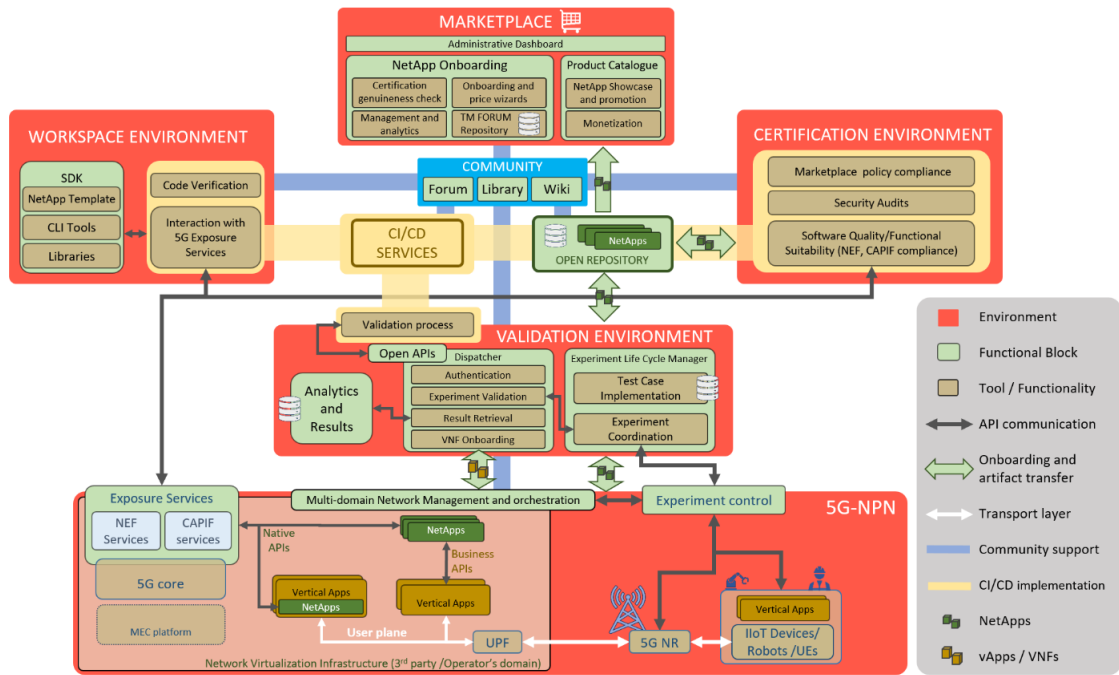 MARKETPLACE
Administrative Dashboard
NetApp Onboarding
Certification
genuineness check
Onboarding and
price wizards
Management and
analytics
TM FORUM
Repository
Product Catalogue
NetApp Showcase
and promotion
Monetization
WORKSPACE ENVIRONMENT
SDK
NetApp Template
CLI Tools
Libraries
Code Verification
Interaction with
5G Exposure
Services
COMMUNITY
Forum
Library
Wiki
CI/CD
SERVICES
NetApps
OPEN REPOSITORY
CERTIFICATION ENVIRONMENT
Marketplace policy compliance
Security Audits
Software Quality/Functional
Suitability (NEF, CAPIF compliance)
Validation process
VALIDATION ENVIRONMENT
Open APIs
Dispatcher
Authentication
Experiment Validation
Result Retrieval
VNF Onboarding
Analytics
and
Results
Experiment Life Cycle Manager
Test Case
Implementation
Experiment
Coordination
Exposure Services
NEF
Services
CAPIF
services
5G core
MEC platform
Multi-domain Network Management and orchestration
Experiment control
5G-NPN
Native
APIs
NetApps
Business
APIs
Vertical Apps
NetApps
Vertical Apps
User plane
UPF
5G NR
Vertical Apps
IIoT Devices/
Robots /UEs
Network Virtualization Infrastructure (3rd party /Operator's domain)
Environment
Functional Block
Tool / Functionality
API communication
Onboarding and
artifact transfer
Transport layer
Community support
CI/CD implementation
NetApps
vApps / VNFs